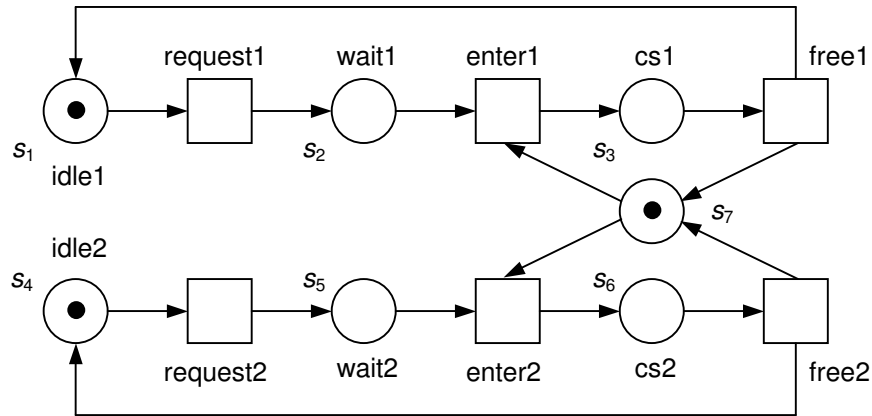 request1 wait1 enter1 cs1 free1
s₁ s₂ s₃
idle1
s₇
idle2
s₄ s₅ s₆
request2 wait2 enter2 cs2 free2